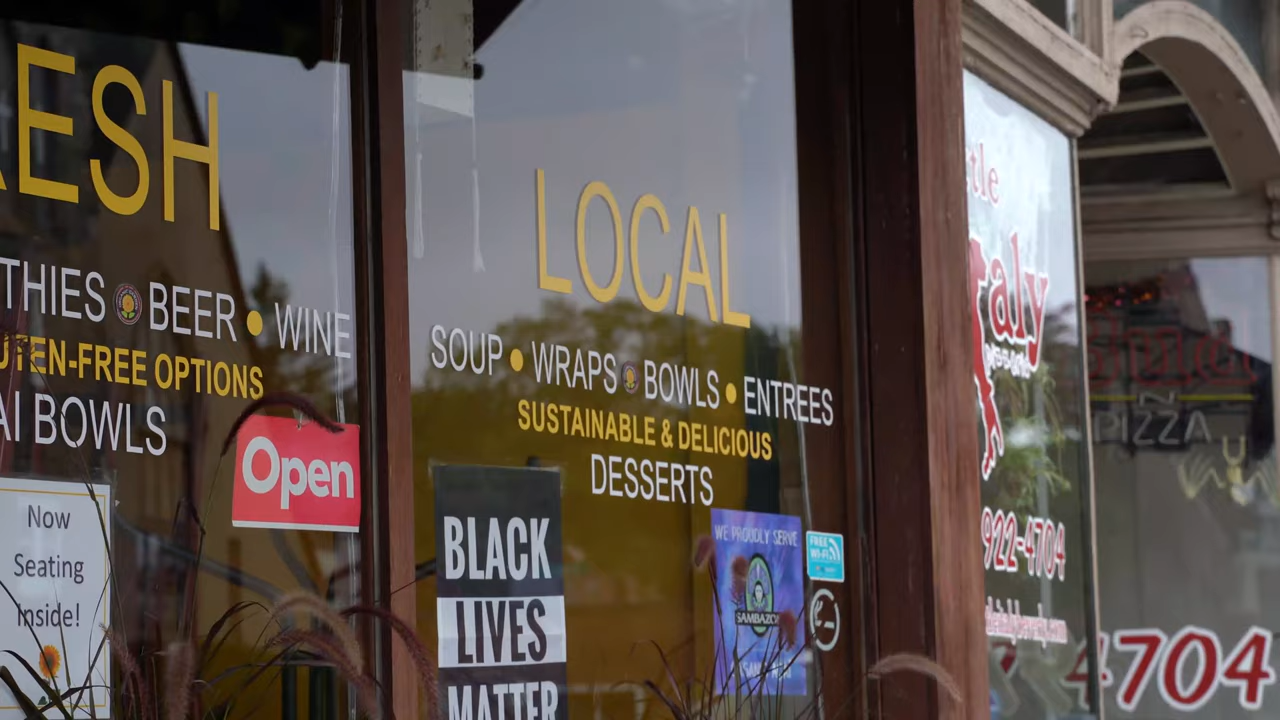 ESH
THIES • BEER • WINE
UTEN-FREE OPTIONS
AI BOWLS
Open
Now
Seating
Inside!
LOCAL
SOUP • WRAPS BOWLS • ENTREES
SUSTAINABLE & DELICIOUS
DESSERTS
BLACK
LIVES
MATTER
WE PROUDLY SERVE
SAMBAZON
FREE
Wi-Fi
tle
aly
922-4704
PIZZA
4704